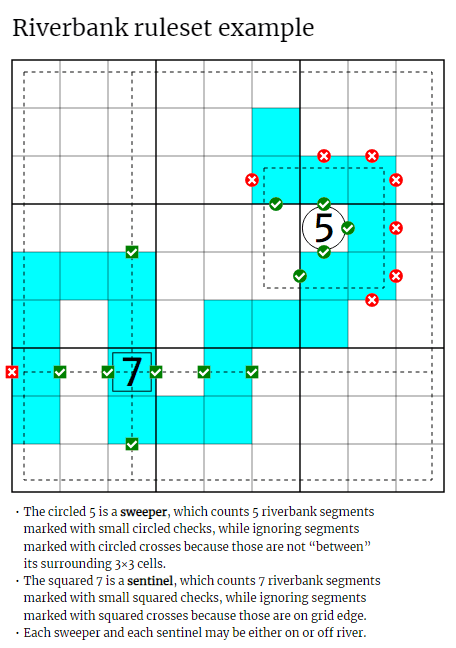 Riverbank ruleset example
5
7
· The circled 5 is a sweeper, which counts 5 riverbank segments
marked with small circled checks, while ignoring segments
marked with circled crosses because those are not “between”
its surrounding 3×3 cells.
· The squared 7 is a sentinel, which counts 7 riverbank segments
marked with small squared checks, while ignoring segments
marked with squared crosses because those are on grid edge.
· Each sweeper and each sentinel may be either on or off river.